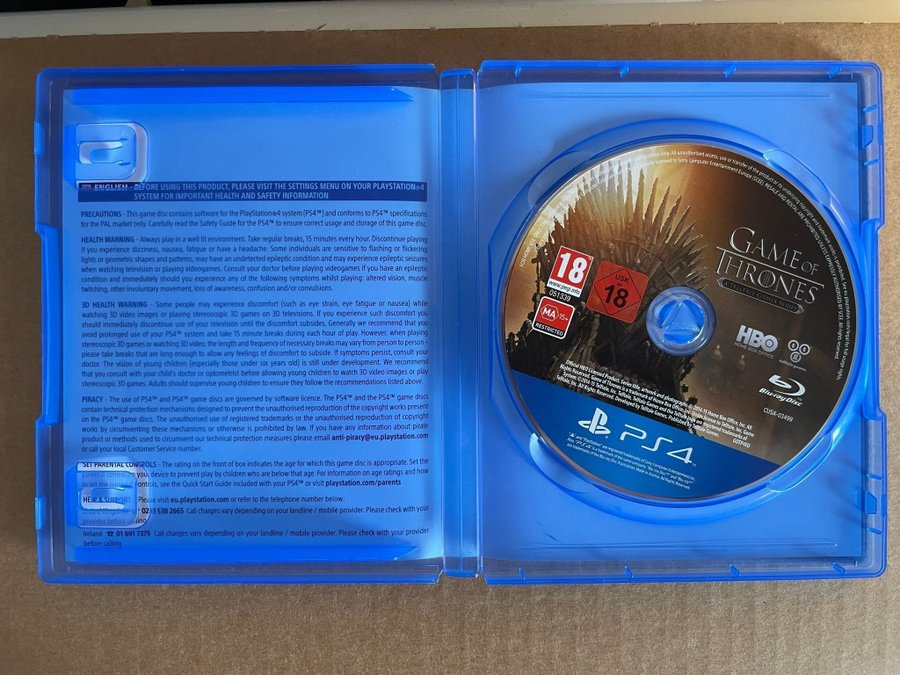 ENGLISH BEFORE USING THIS PRODUCT, PLEASE VISIT THE SETTINGS MENU ON YOUR PLAYSTATION®4
SYSTEM FOR IMPORTANT HEALTH AND SAFETY INFORMATION
PRECAUTIONS - This game disc contains software for the PlayStation®4 system (PS4™) and conforms to PS4™ specifications
for the PAL market only. Carefully read the Safety Guide for the PS4™ to ensure correct usage and storage of this game disc.
HEALTH WARNING - Always play in a well lit environment. Take regular breaks, 15 minutes every hour. Discontinue playing
if you experience dizziness, nausea, fatigue or have a headache. Some individuals are sensitive to flashing or flickering
lights or geometric shapes and patterns, may have an undetected epileptic condition and may experience epileptic seizures
when watching television or playing videogames. Consult your doctor before playing videogames if you have an epileptic
condition and immediately should you experience any of the following symptoms whilst playing: altered vision, muscle
twitching, other involuntary movement, loss of awareness, confusion and/or convulsions.
3D HEALTH WARNING - Some people may experience discomfort (such as eye strain, eye fatigue or nausea) while
watching 3D video images or playing stereoscopic 3D games on 3D televisions. If you experience such discomfort you
should immediately discontinue use of your television until the discomfort subsides. Generally we recommend that you
avoid prolonged use of your PS4™ system and take 15 minute breaks during each hour of play. However, when playing
stereoscopic 3D games or watching 3D video, the length and frequency of necessary breaks may vary from person to person -
please take breaks that are long enough to allow any feelings of discomfort to subside. If symptoms persist, consult your
doctor. The vision of young children (especially those under six years old) is still under development. We recommend
that you consult with your child's doctor or optometrist before allowing young children to watch 3D video images or play
stereoscopic 3D games. Adults should supervise young children to ensure they follow the recommendations listed above.
PIRACY - The use of PS4™ and PS4™ game discs are governed by software licence. The PS4™ and the PS4™ game discs
contain technical protection mechanisms designed to prevent the unauthorised reproduction of the copyright works present
on the PS4™ game discs. The unauthorised use of registered trademarks or the unauthorised reproduction of copyright
works by circumventing these mechanisms or otherwise is prohibited by law. If you have any information about pirate
product or methods used to circumvent our technical protection measures please email anti-piracy@eu.playstation.com
or call your local Customer Service number.
SET PARENTAL CONTROLS - The rating on the front of box indicates the age for which this game disc is appropriate. Set the
device to prevent play by children who are below that age. For information on age ratings and how
to set the controls, see the Quick Start Guide included with your PS4™ or visit playstation.com/parents
HELP & SUPPORT - Please visit eu.playstation.com or refer to the telephone number below:
0203 538 2665 Call charges vary depending on your landline / mobile provider. Please check with your
provider before calling.
Ireland ☎ 01 691 7379 Call charges vary depending on your landline / mobile provider. Please check with your provider
before calling.
GAME OF
THRONES
A TELLTALE GAMES SERIES
18
www.pegi.info
051339
USK
18
MA 15+
RESTRICTED
HBO
HOME BOX OFFICE
Blu-ray Disc
CUSA-03499
PS4